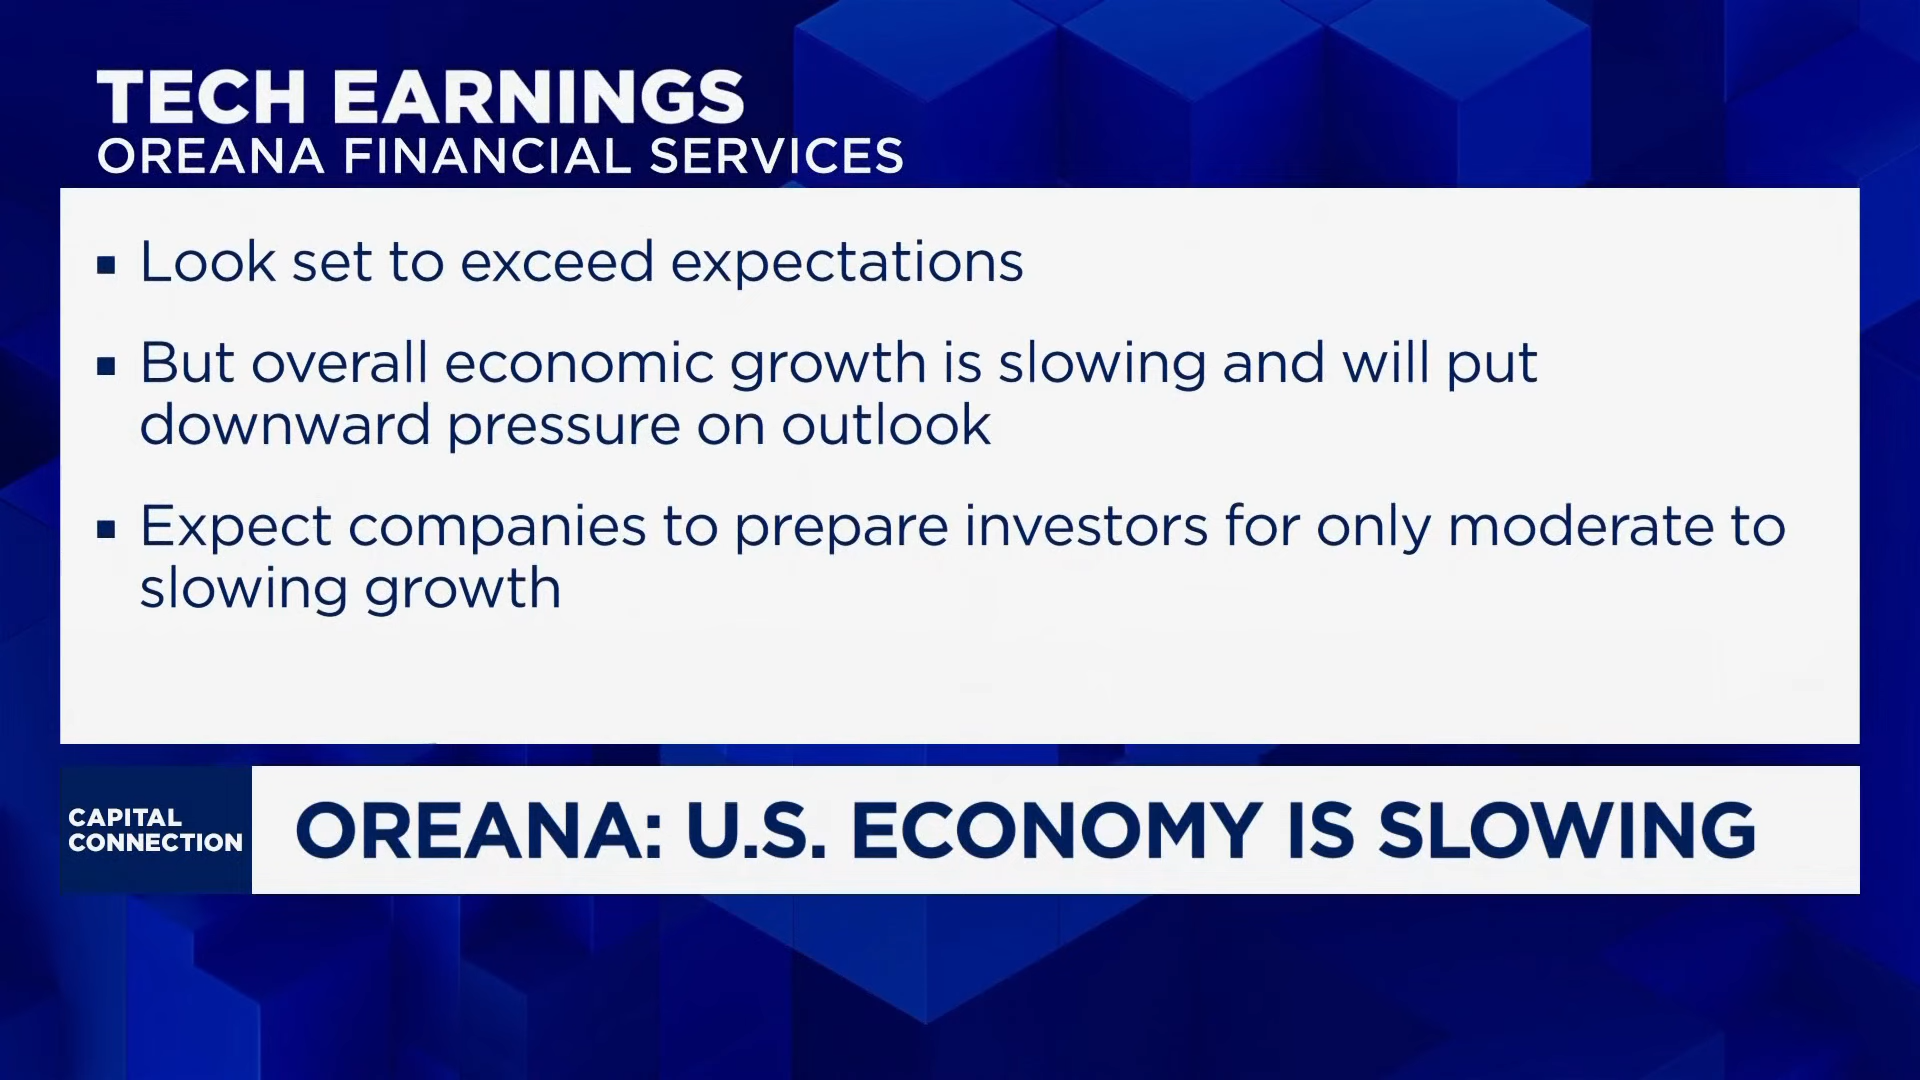 TECH EARNINGS
OREANA FINANCIAL SERVICES
▪ Look set to exceed expectations
▪ But overall economic growth is slowing and will put
downward pressure on outlook
▪ Expect companies to prepare investors for only moderate to
slowing growth
CAPITAL
CONNECTION
OREANA: U.S. ECONOMY IS SLOWING